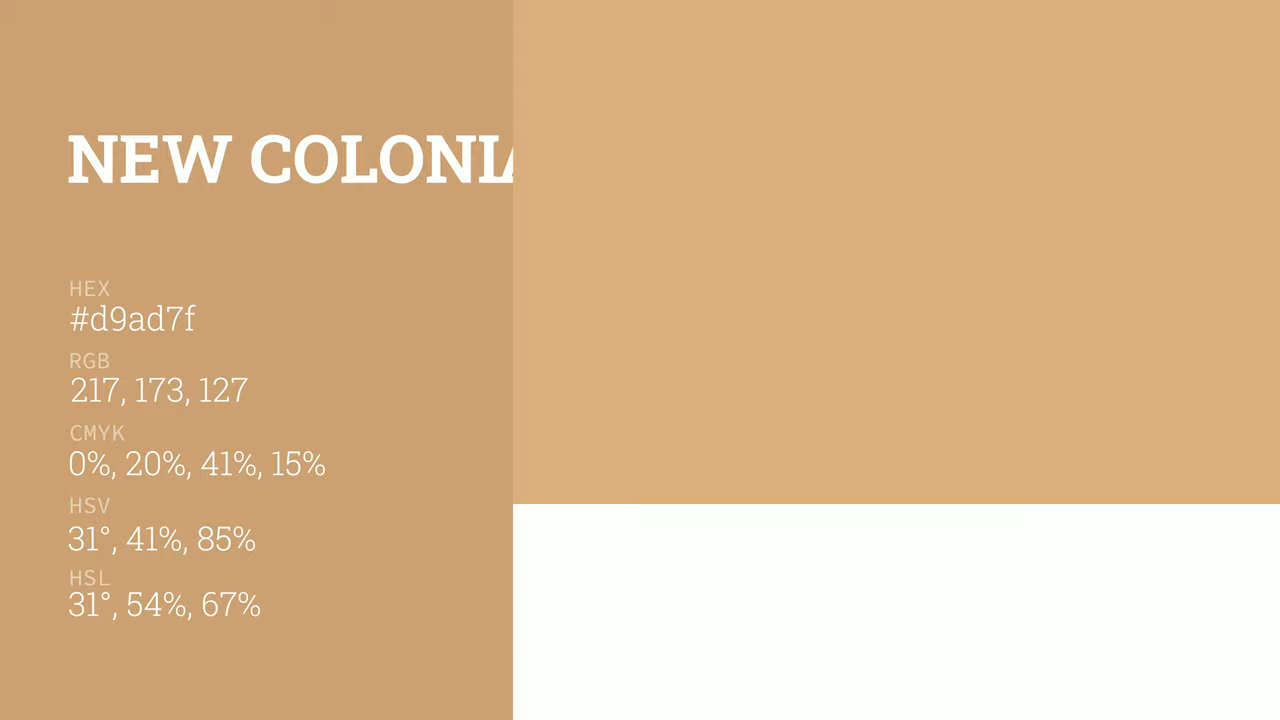 NEW COLONIA
HEX
#d9ad7f
RGB
217, 173, 127
CMYK
0%, 20%, 41%, 15%
HSV
31°, 41%, 85%
HSL
31°, 54%, 67%